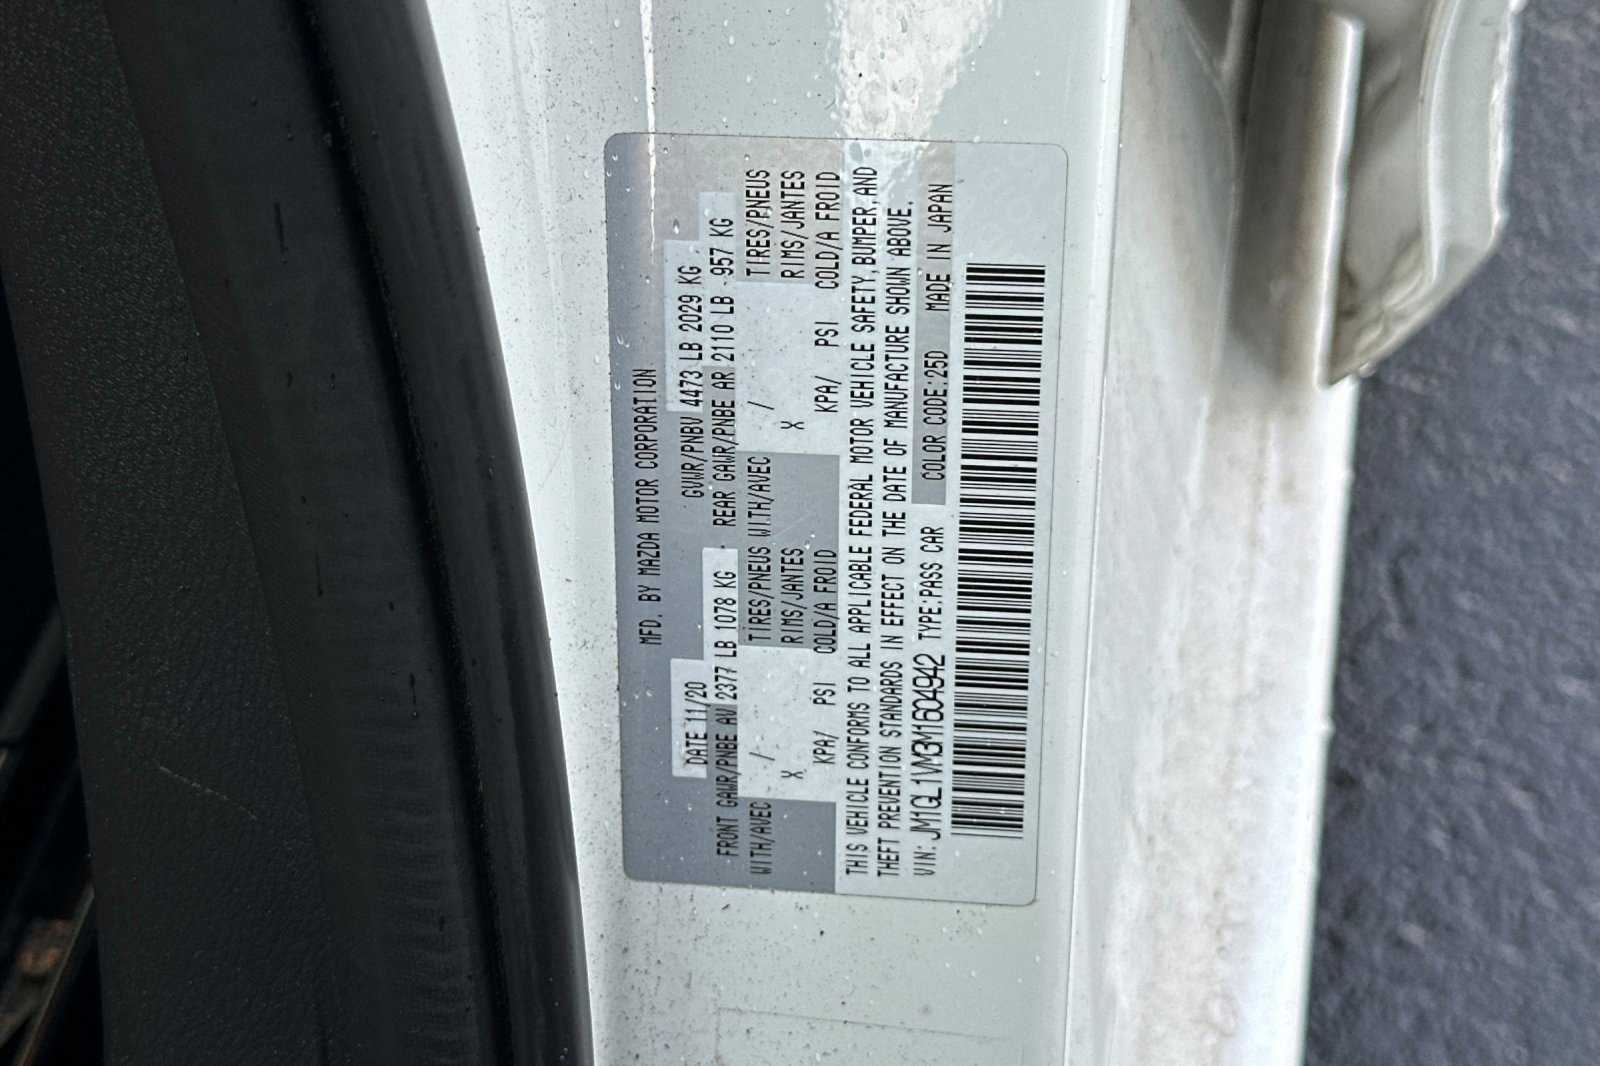 MFD. BY MAZDA MOTOR CORPORATION
DATE 11/20 GVWR/PNBV 4473 LB 2029 KG
FRONT GAWR/PNBE AV 2377 LB 1078 KG REAR GAWR/PNBE AR 2110 LB 957 KG
WITH/AVEC / TIRES/PNEUS WITH/AVEC / TIRES/PNEUS
X RIMS/JANTES X RIMS/JANTES
KPA/ PSI COLD/A FROID KPA/ PSI COLD/A FROID
THIS VEHICLE CONFORMS TO ALL APPLICABLE FEDERAL MOTOR VEHICLE SAFETY,BUMPER,AND
THEFT PREVENTION STANDARDS IN EFFECT ON THE DATE OF MANUFACTURE SHOWN ABOVE.
VIN: JM1GL1VM3M1604942 TYPE:PASS CAR COLOR CODE:25D MADE IN JAPAN